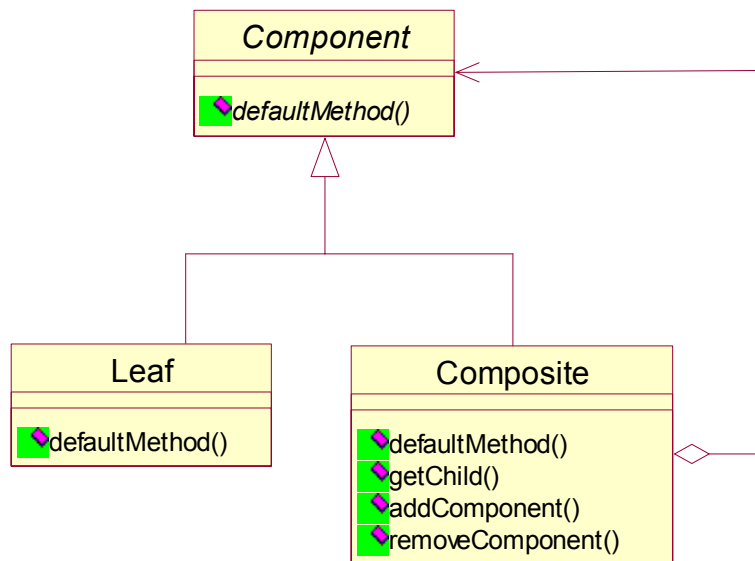 Component
defaultMethod()
Leaf
defaultMethod()
Composite
defaultMethod()
getChild()
addComponent()
removeComponent()